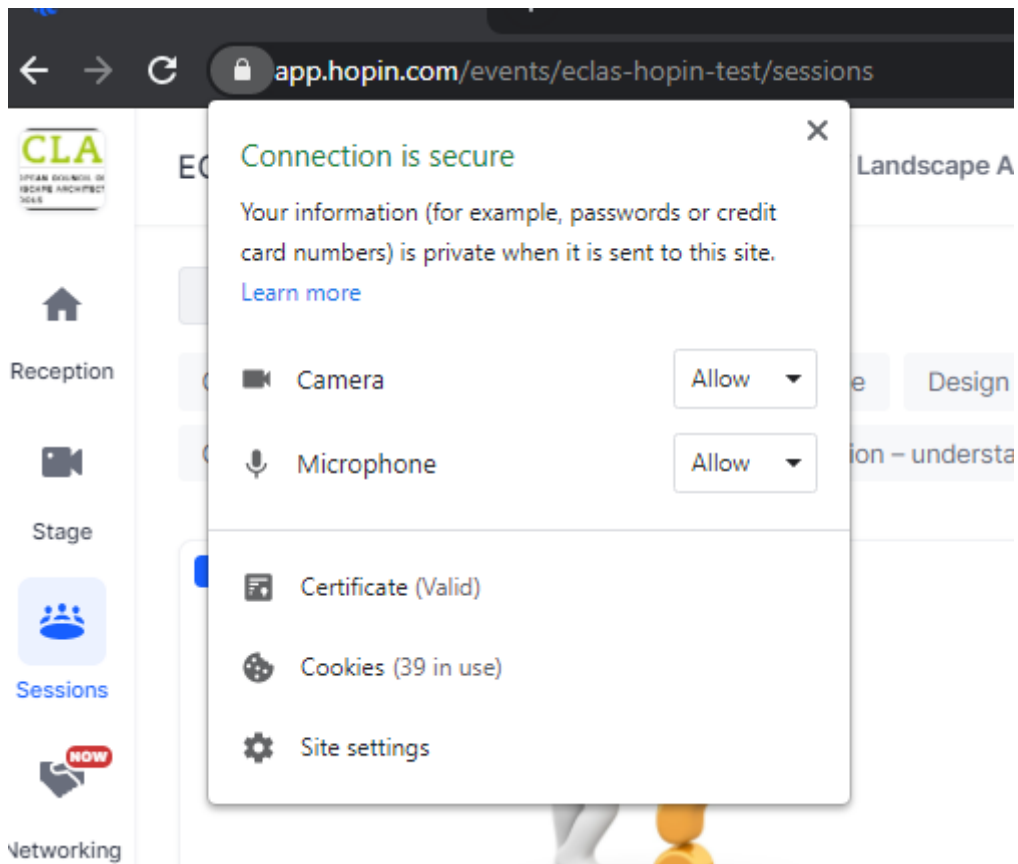 app.hopin.com/events/eclas-hopin-test/sessions
CLA
Connection is secure
Landscape A
Your information (for example, passwords or credit
card numbers) is private when it is sent to this site.
Learn more
Reception
Camera
Allow
Design
Microphone
Allow
ion – understa
Stage
Certificate (Valid)
Cookies (39 in use)
Sessions
Site settings
NOW
Networking